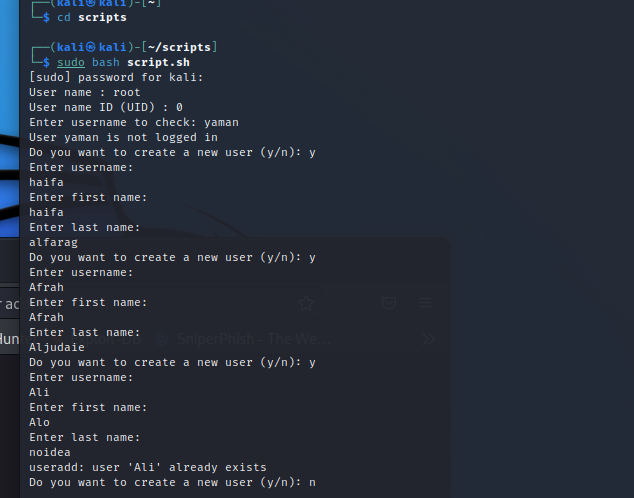 ┌──(kali㉿kali)-[~]
└─$ cd scripts
┌──(kali㉿kali)-[~/scripts]
└─$ sudo bash script.sh
[sudo] password for kali:
User name : root
User name ID (UID) : 0
Enter username to check: yaman
User yaman is not logged in
Do you want to create a new user (y/n): y
Enter username:
haifa
Enter first name:
haifa
Enter last name:
alfarag
Do you want to create a new user (y/n): y
Enter username:
Afrah
Enter first name:
Afrah
Enter last name:
Aljudaie
SniperPhish - The We...
Do you want to create a new user (y/n): y
Enter username:
Ali
Enter first name:
Alo
Enter last name:
noidea
useradd: user 'Ali' already exists
Do you want to create a new user (y/n): n